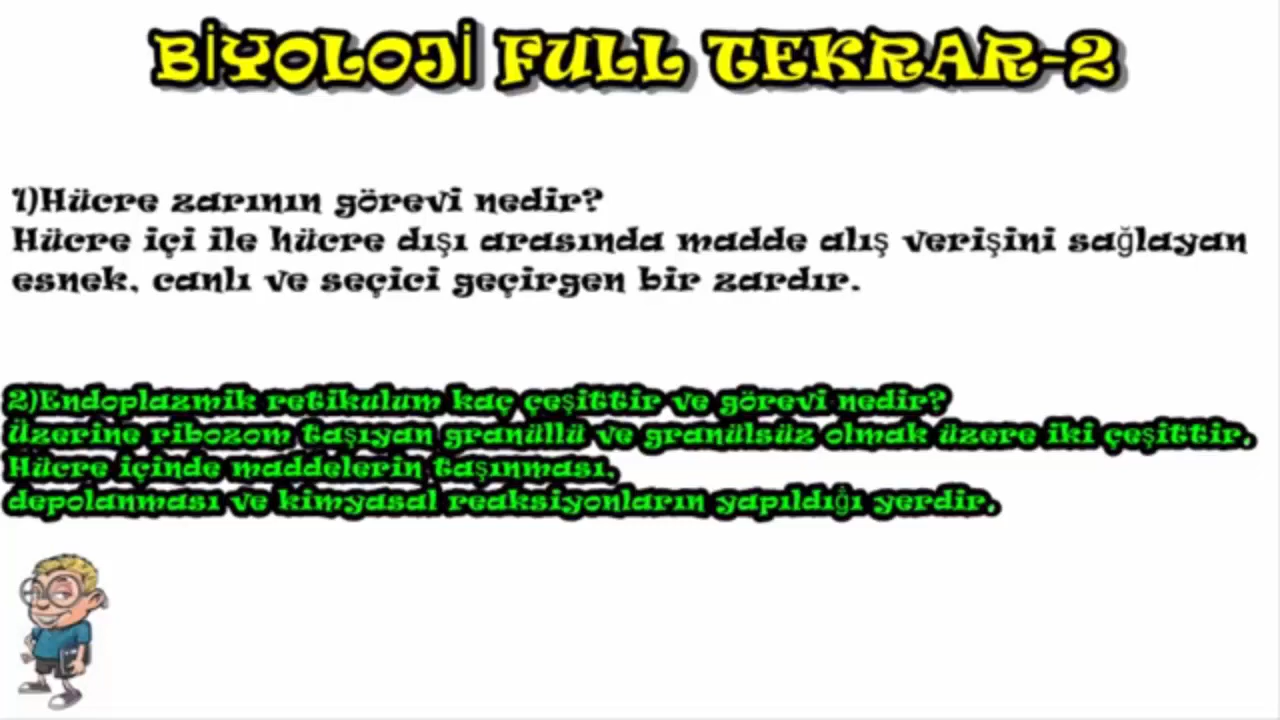 BİYOLOJİ FULL TEKRAR-2
1)Hücre zarının görevi nedir?
Hücre içi ile hücre dışı arasında madde alış verişini sağlayan
esnek, canlı ve seçici geçirgen bir zardır.
2)Endoplazmik retikulum kaç çeşittir ve görevi nedir?
Üzerine ribozom taşıyan granüllü ve granülsüz olmak üzere iki çeşittir.
Hücre içinde maddelerin taşınması,
depolanması ve kimyasal reaksiyonların yapıldığı yerdir.